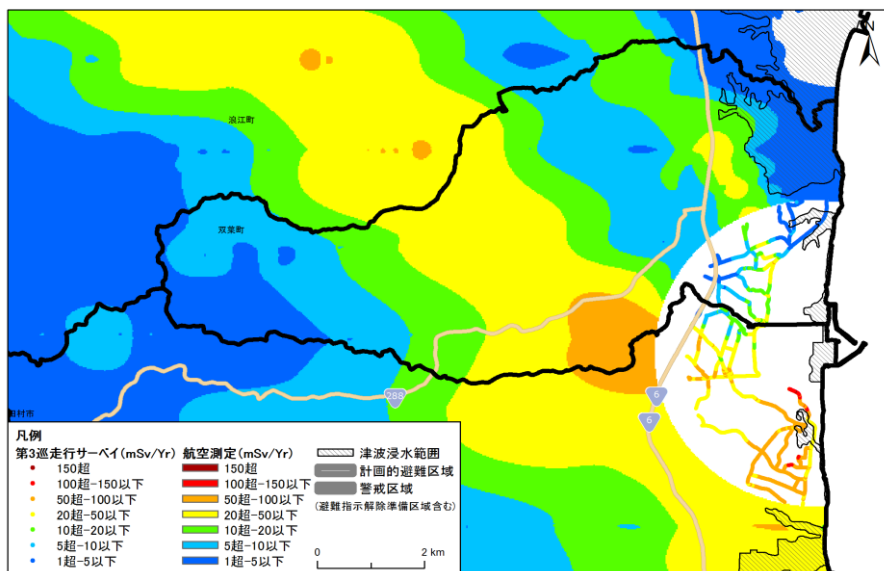 N
浪江町
双葉町
288
6
6
凡例
第3巡走行サーベイ(mSv/Yr)
150超
100超-150以下
50超-100以下
20超-50以下
10超-20以下
5超-10以下
1超-5以下
航空測定(mSv/Yr)
150超
100超-150以下
50超-100以下
20超-50以下
10超-20以下
5超-10以下
1超-5以下
津波浸水範囲
計画的避難区域
警戒区域
(避難指示解除準備区域含む)
0
2 km